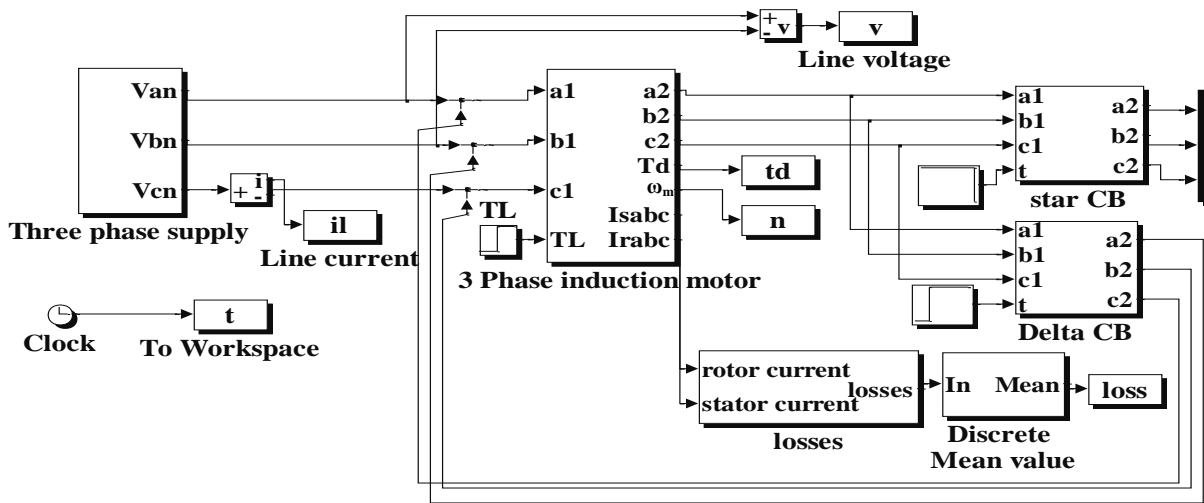 +
-
v
v
Line voltage
Van
Vbn
Vcn
Three phase supply
+
i
-
il
Line current
Clock
t
To Workspace
TL
a1
b1
c1
TL
a2
b2
c2
Td
ωm
Isabc
Irabc
3 Phase induction motor
td
n
a1
b1
c1
t
a2
b2
c2
star CB
a1
b1
c1
t
a2
b2
c2
Delta CB
rotor current
stator current
losses
losses
In
Mean
Discrete
Mean value
loss